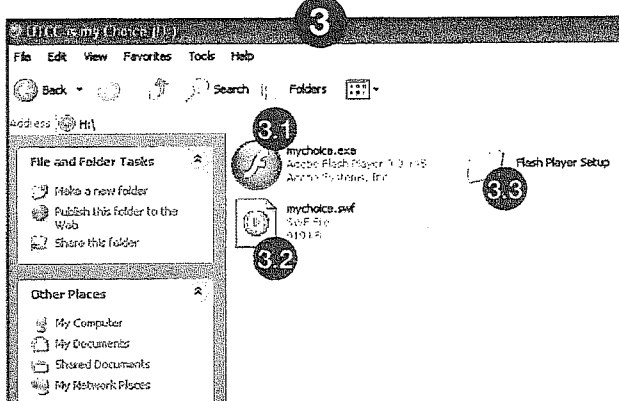 3
UTCC is my Choice (H:)
File Edit View Favorites Tools Help
Back Search Folders
Address H:\
File and Folder Tasks
Make a new folder
Publish this folder to the
Web
Share this folder
Other Places
My Computer
My Documents
Shared Documents
My Network Places
3.1
mychoice.exe
Adobe Flash Player
Adobe Systems, Inc.
3.2
mychoice.swf
SWF File
3.3
Flash Player Setup